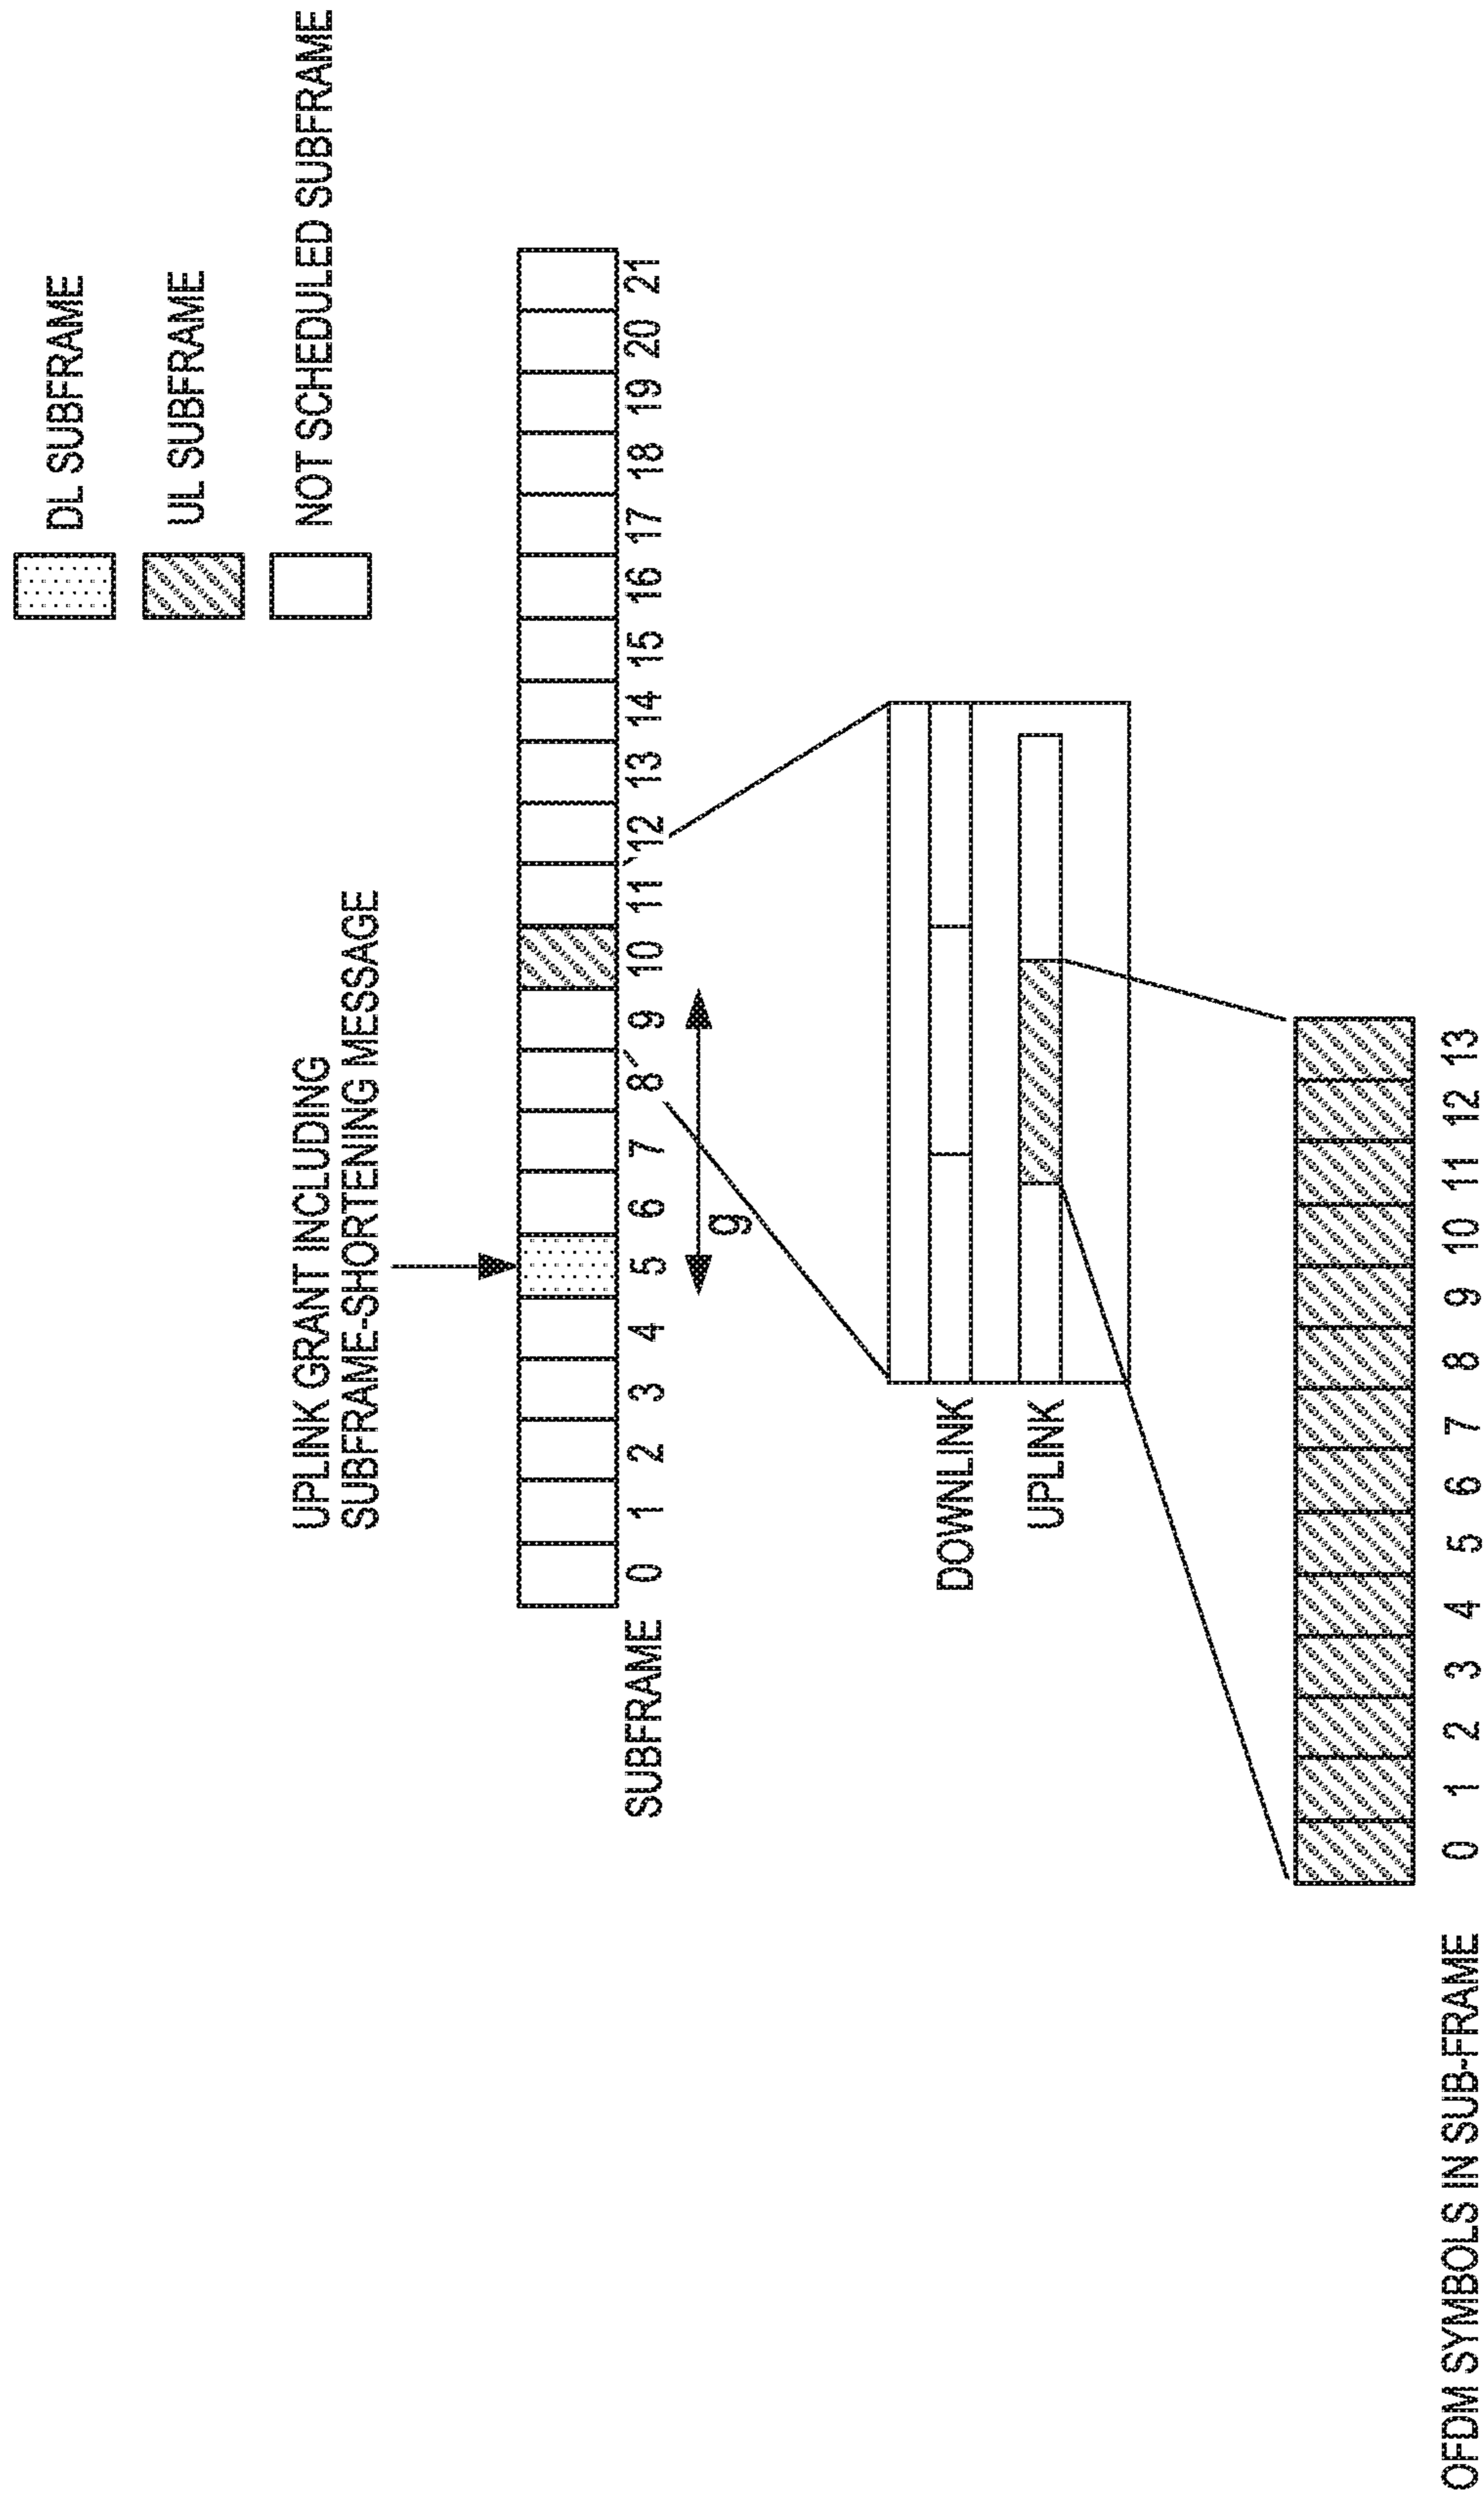 DL SUBFRAME
UL SUBFRAME
NOT SCHEDULED SUBFRAME
UPLINK GRANT INCLUDING
SUBFRAME-SHORTENING MESSAGE
SUBFRAME 0 1 2 3 4 5 6 7 8 9 10 11 12 13 14 15 16 17 18 19 20 21
g
DOWNLINK
UPLINK
OFDM SYMBOLS IN SUB-FRAME 0 1 2 3 4 5 6 7 8 9 10 11 12 13